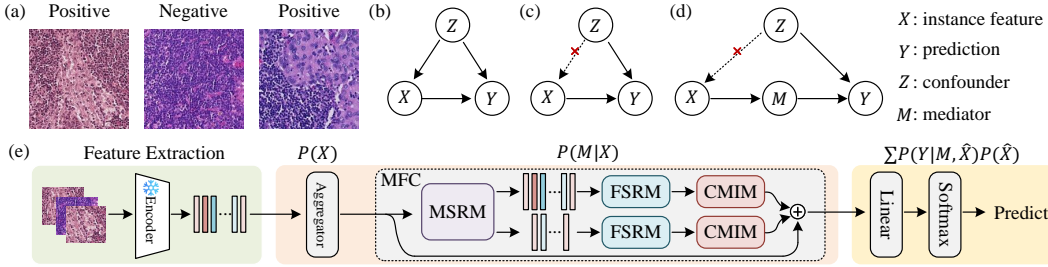 (a) Positive Negative Positive
(b) Z X Y
(c) Z X Y
(d) Z X M Y
X: instance feature
Y: prediction
Z: confounder
M: mediator
(e) Feature Extraction P(X) P(M|X) ∑P(Y|M, X̂)P(X̂)
Encoder
Aggregator
MFC
MSRM
FSRM CMIM
FSRM CMIM
Linear
Softmax
Predict